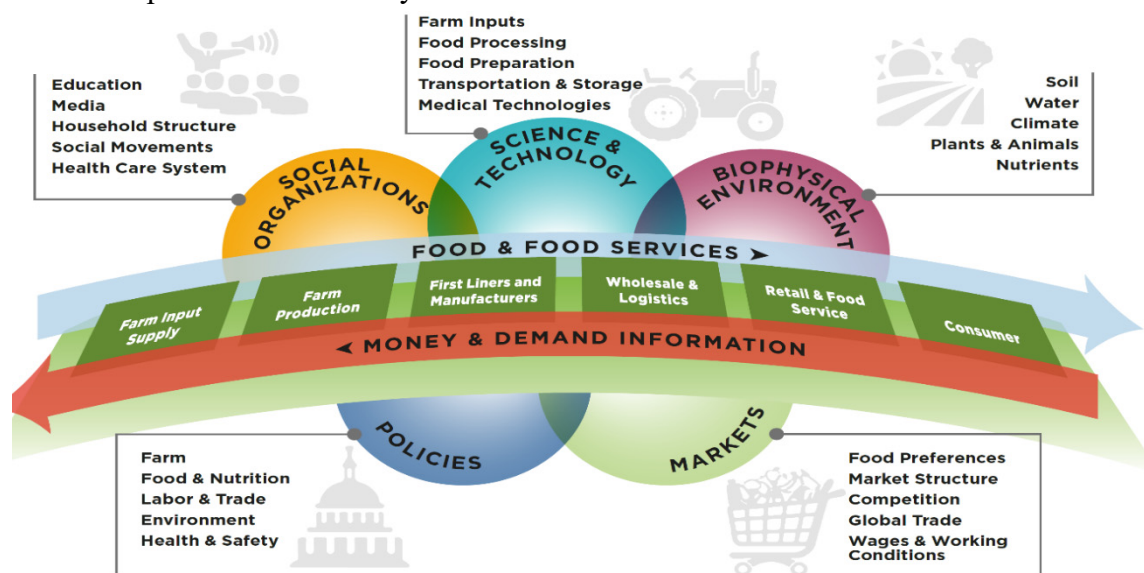 Farm Inputs
Food Processing
Food Preparation
Transportation & Storage
Medical Technologies
Education
Media
Household Structure
Social Movements
Health Care System
Soil
Water
Climate
Plants & Animals
Nutrients
SOCIAL
ORGANIZATIONS
SCIENCE &
TECHNOLOGY
BIOPHYSICAL
ENVIRONMENT
FOOD & FOOD SERVICES
Farm Input
Supply
Farm
Production
First Liners and
Manufacturers
Wholesale &
Logistics
Retail & Food
Service
Consumer
MONEY & DEMAND INFORMATION
POLICIES
MARKETS
Farm
Food & Nutrition
Labor & Trade
Environment
Health & Safety
Food Preferences
Market Structure
Competition
Global Trade
Wages & Working
Conditions